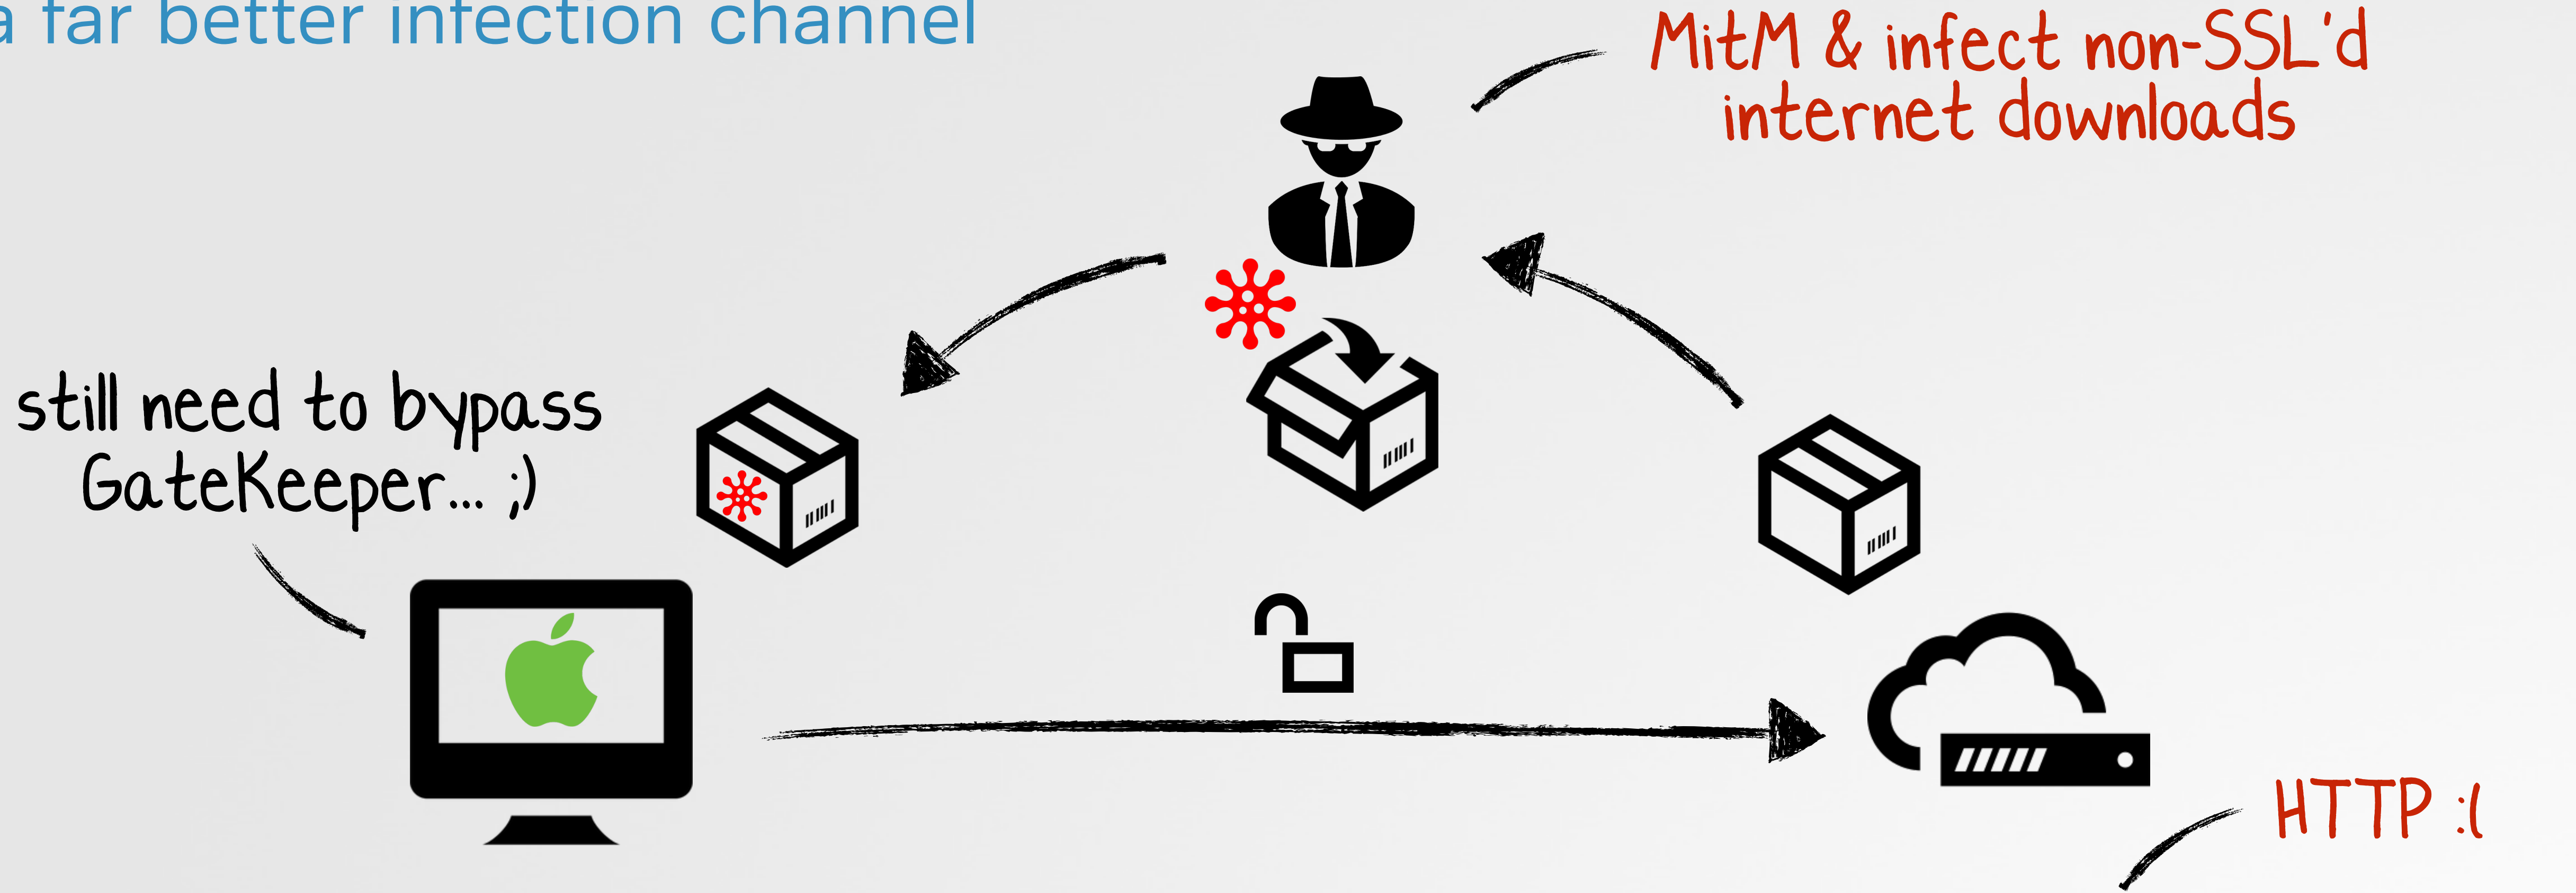 a far better infection channel
MitM & infect non-SSL'd
internet downloads
still need to bypass
GateKeeper... ;)
HTTP :(